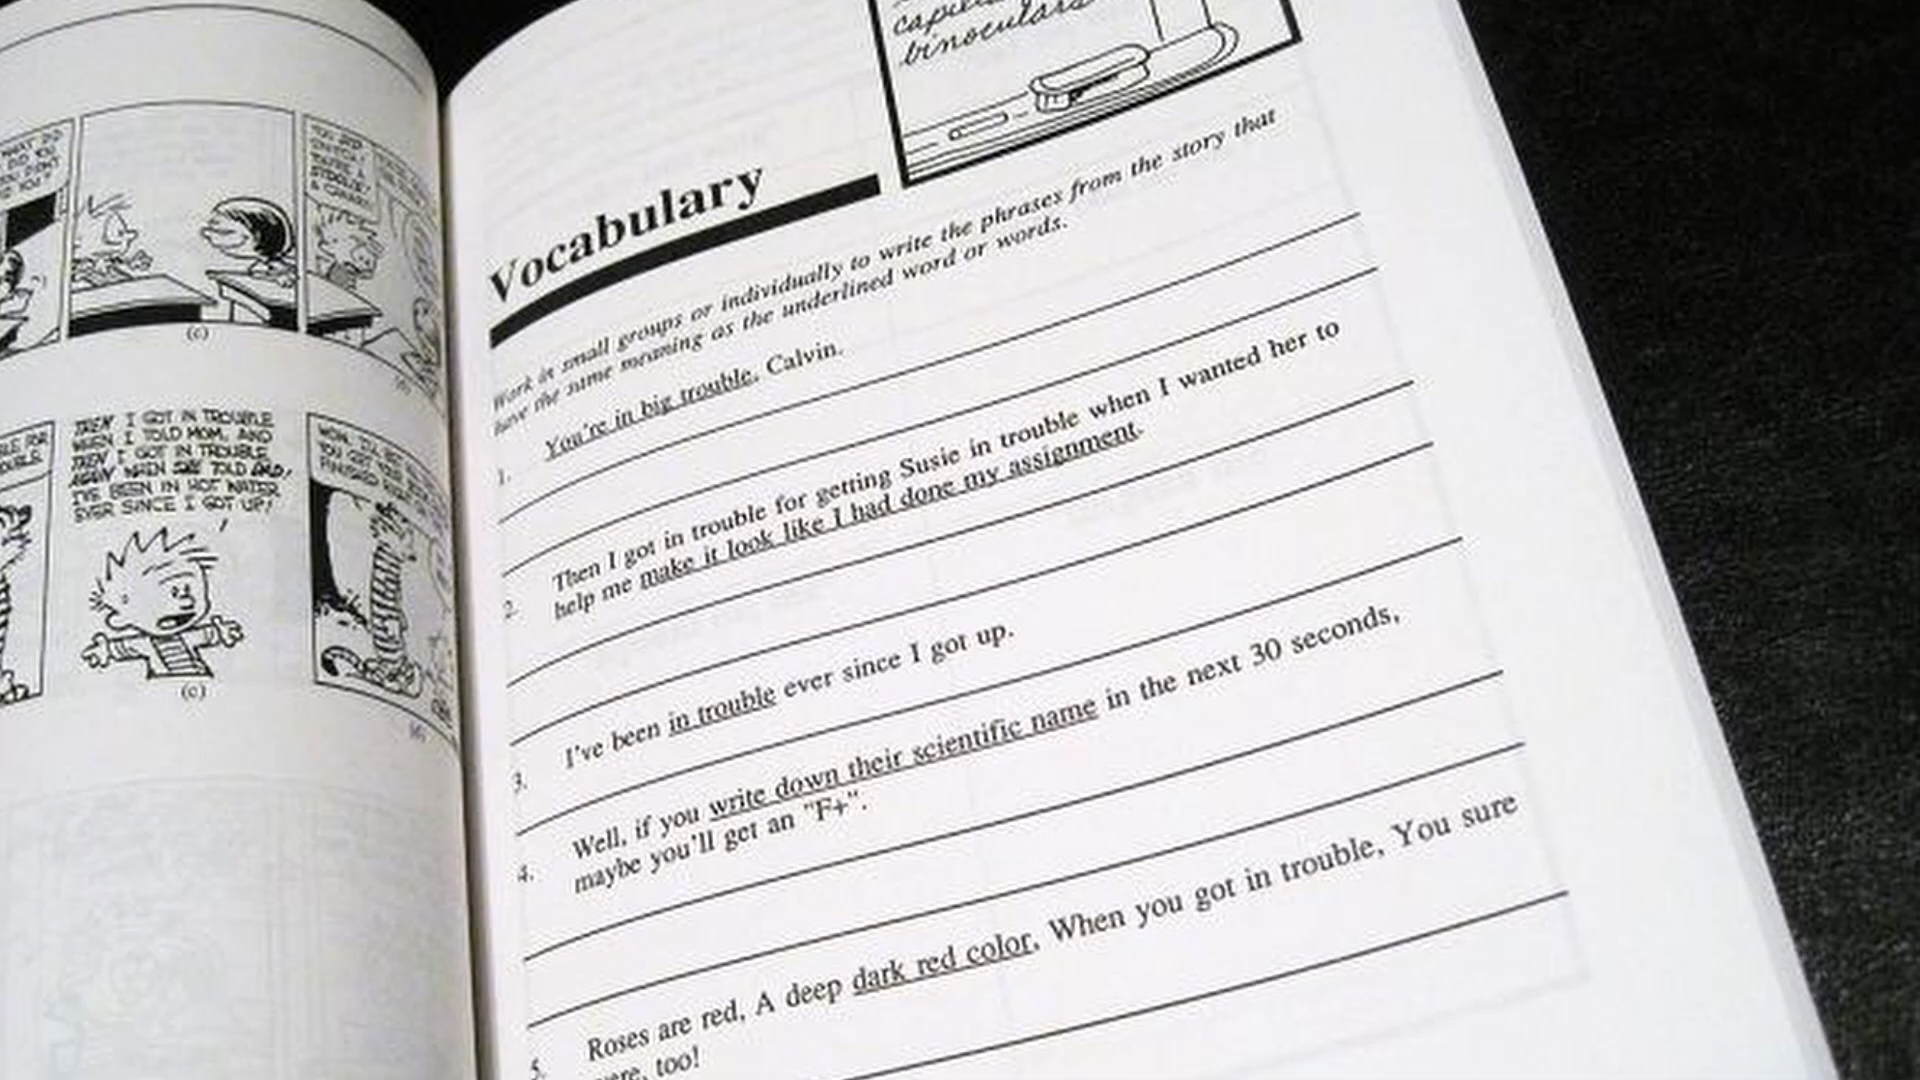 WHAT DID
DID YOU
YOU?
(c)
THEN I GOT IN TROUBLE
WHEN I TOLD MOM, AND
THEN I GOT IN TROUBLE
AGAIN WHEN SHE TOLD DAD!
I'VE BEEN IN HOT WATER
EVER SINCE I GOT UP!
(c)
binoculars
Vocabulary
Work in small groups or individually to write the phrases from the story that
have the same meaning as the underlined word or words.
1. You're in big trouble, Calvin.
2. Then I got in trouble for getting Susie in trouble when I wanted her to
help me make it look like I had done my assignment.
3. I've been in trouble ever since I got up.
4. Well, if you write down their scientific name in the next 30 seconds,
maybe you'll get an "F+".
5. Roses are red, A deep dark red color, When you got in trouble, You sure
were, too!